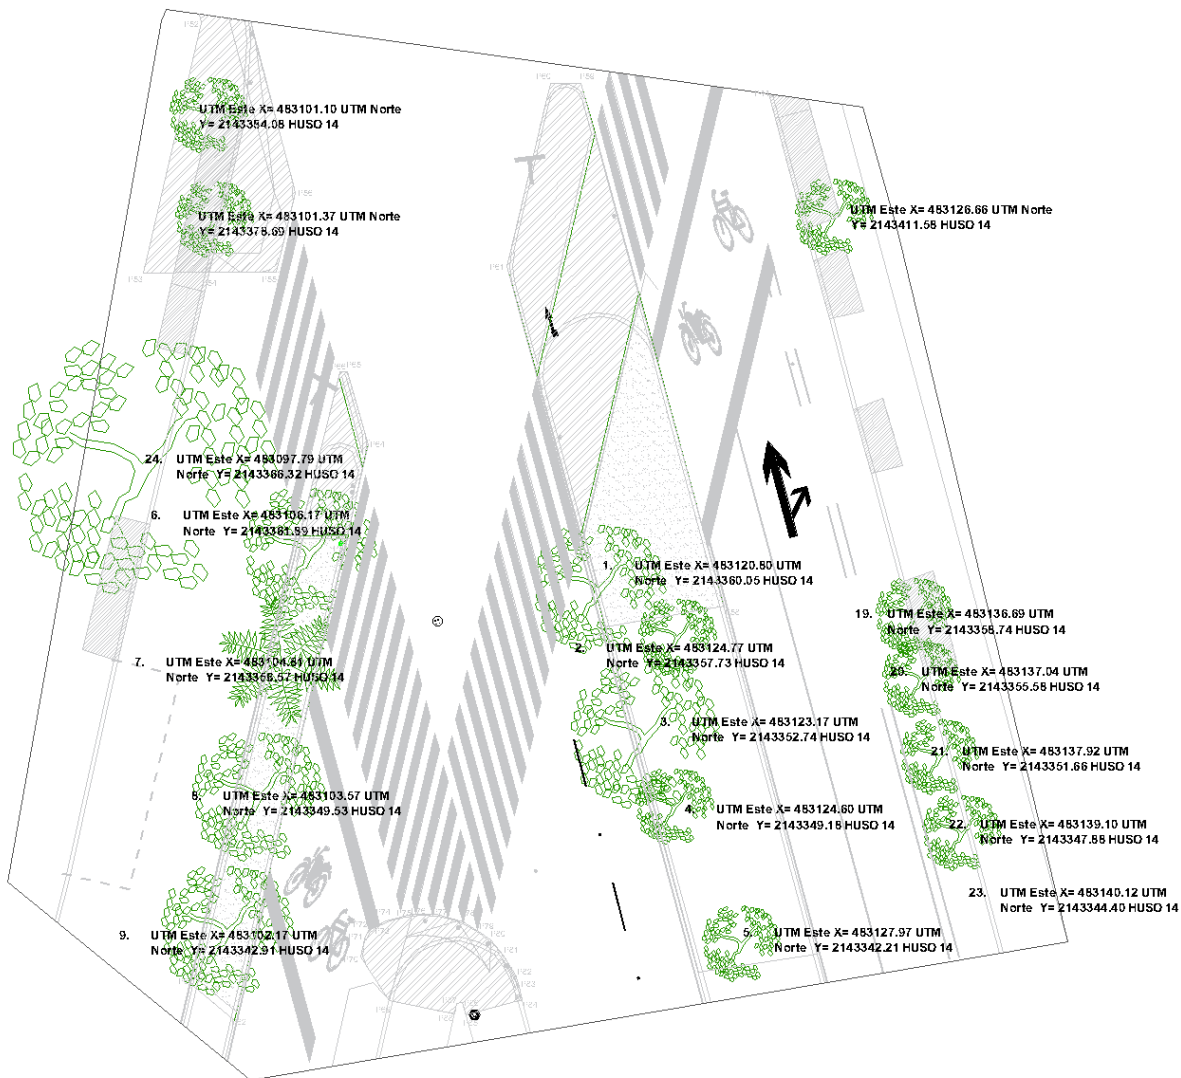 UTM Este X= 483101.10 UTM Norte
Y= 2143384.08 HUSO 14
UTM Este X= 483101.37 UTM Norte
Y= 2143378.69 HUSO 14
UTM Este X= 483126.66 UTM Norte
Y= 2143411.58 HUSO 14
24. UTM Este X= 483097.79 UTM
Norte Y= 2143366.32 HUSO 14
6. UTM Este X= 483106.17 UTM
Norte Y= 2143361.59 HUSO 14
1. UTM Este X= 483120.80 UTM
Norte Y= 2143360.05 HUSO 14
19. UTM Este X= 483136.69 UTM
Norte Y= 2143358.74 HUSO 14
2. UTM Este X= 483124.77 UTM
Norte Y= 2143357.73 HUSO 14
7. UTM Este X= 483104.81 UTM
Norte Y= 2143356.57 HUSO 14
20. UTM Este X= 483137.04 UTM
Norte Y= 2143355.56 HUSO 14
3. UTM Este X= 483123.17 UTM
Norte Y= 2143352.74 HUSO 14
21. UTM Este X= 483137.92 UTM
Norte Y= 2143351.66 HUSO 14
8. UTM Este X= 483103.57 UTM
Norte Y= 2143349.53 HUSO 14
4. UTM Este X= 483124.60 UTM
Norte Y= 2143349.18 HUSO 14
22. UTM Este X= 483139.10 UTM
Norte Y= 2143347.88 HUSO 14
23. UTM Este X= 483140.12 UTM
Norte Y= 2143344.40 HUSO 14
9. UTM Este X= 483102.17 UTM
Norte Y= 2143342.91 HUSO 14
5. UTM Este X= 483127.97 UTM
Norte Y= 2143342.21 HUSO 14